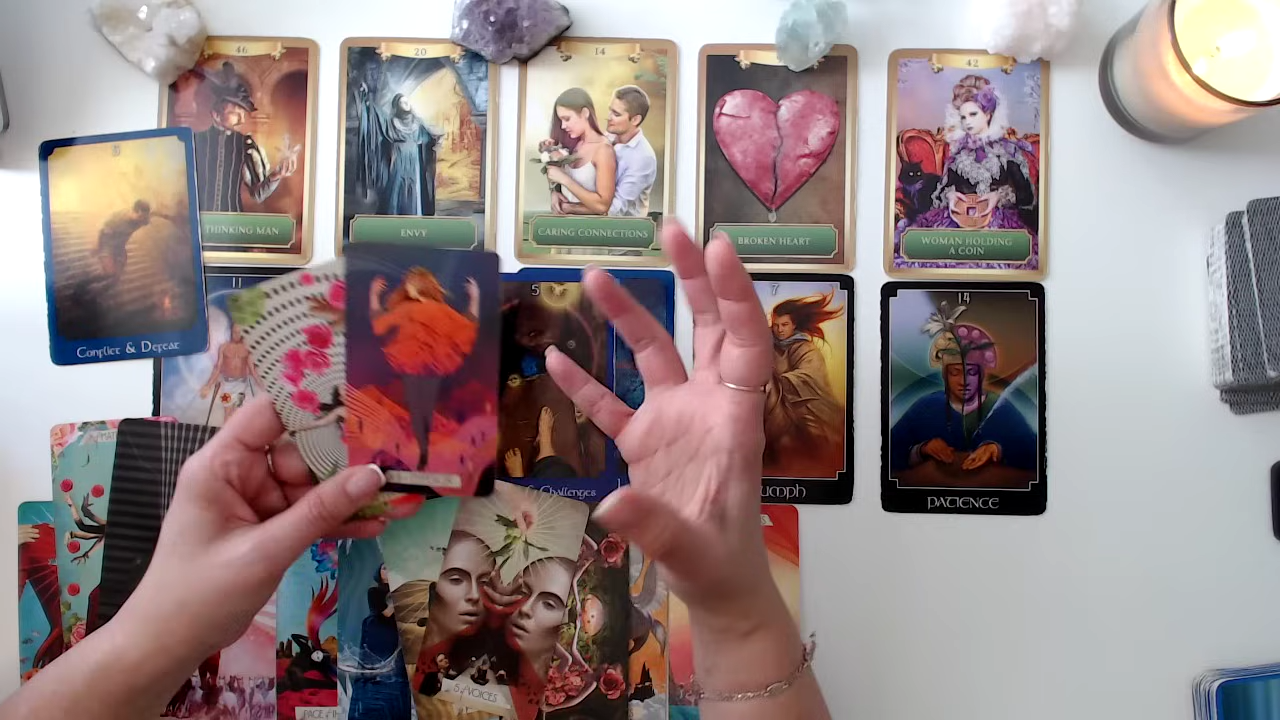 46
THINKING MAN
20
ENVY
14
CARING CONNECTIONS
BROKEN HEART
42
WOMAN HOLDING
A COIN
Conflict & Defeat
11
5
Challenges
7
14
PATIENCE
5 of VOICES